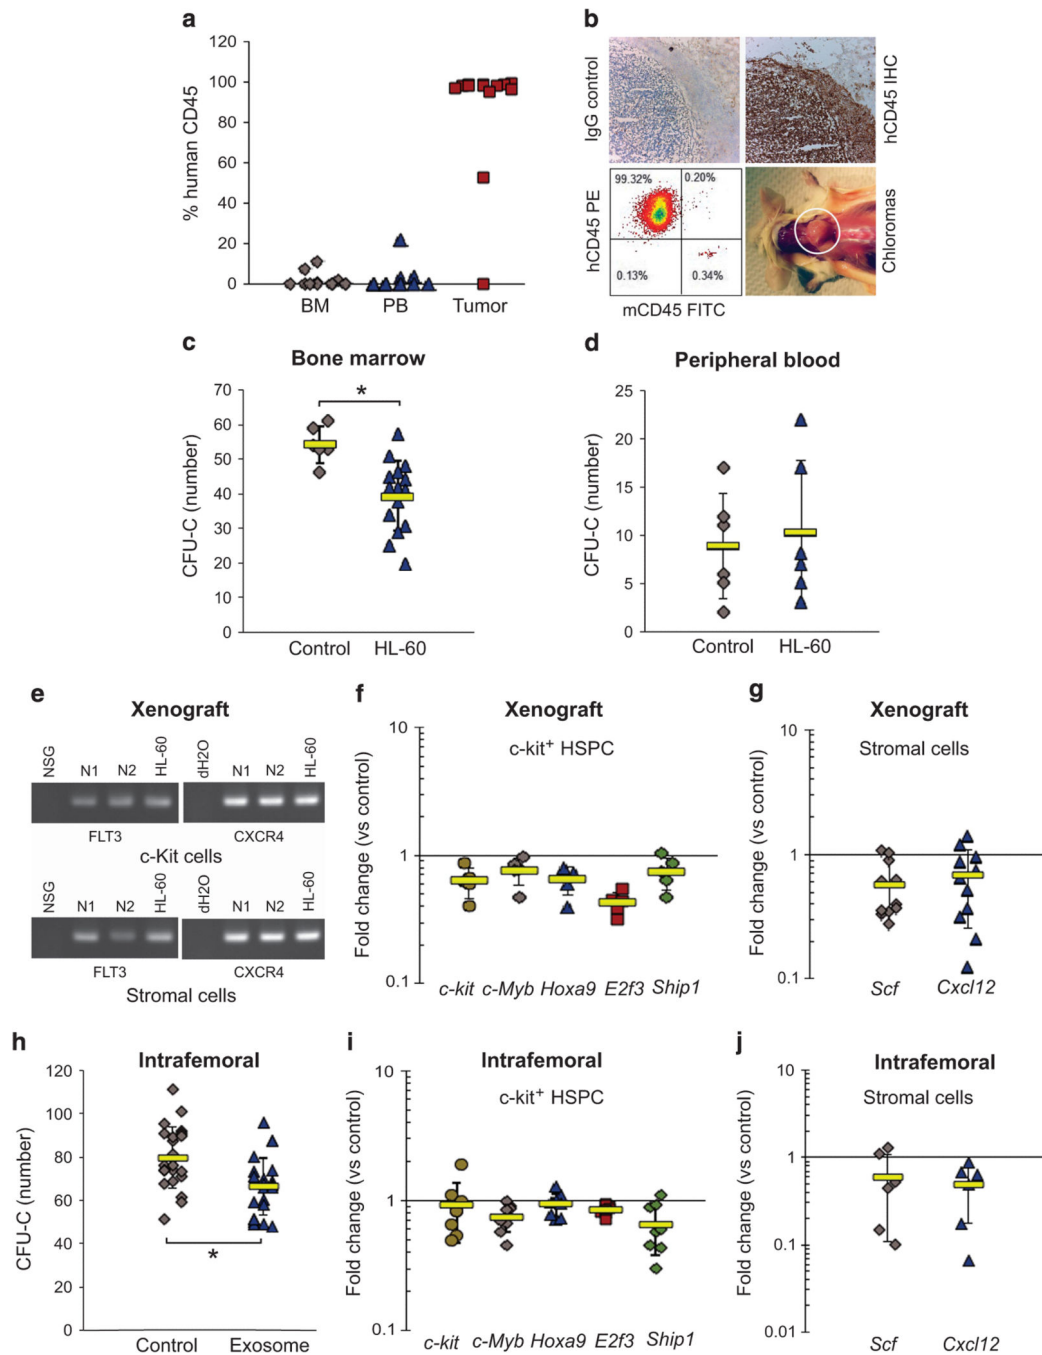 a
% human CD45
120
100
80
60
40
20
0
BM PB Tumor
b
IgG control
hCD45 IHC
hCD45 PE
99.32% 0.20%
0.13% 0.34%
mCD45 FITC
Chloromas
c
Bone marrow
CFU-C (number)
70
60
50
40
30
20
10
0
*
Control HL-60
d
Peripheral blood
CFU-C (number)
25
20
15
10
5
0
Control HL-60
e
Xenograft
NSG N1 N2 HL-60 dH2O N1 N2 HL-60
FLT3 CXCR4
c-Kit cells
NSG N1 N2 HL-60 dH2O N1 N2 HL-60
FLT3 CXCR4
Stromal cells
f
Xenograft
c-kit+ HSPC
Fold change (vs control)
10
1
0.1
c-kit c-Myb Hoxa9 E2f3 Ship1
g
Xenograft
Stromal cells
Fold change (vs control)
10
1
0.1
Scf Cxcl12
h
Intrafemoral
CFU-C (number)
120
100
80
60
40
20
0
*
Control Exosome
i
Intrafemoral
c-kit+ HSPC
Fold change (vs control)
10
1
0.1
c-kit c-Myb Hoxa9 E2f3 Ship1
j
Intrafemoral
Stromal cells
Fold change (vs control)
10
1
0.1
0.01
Scf Cxcl12